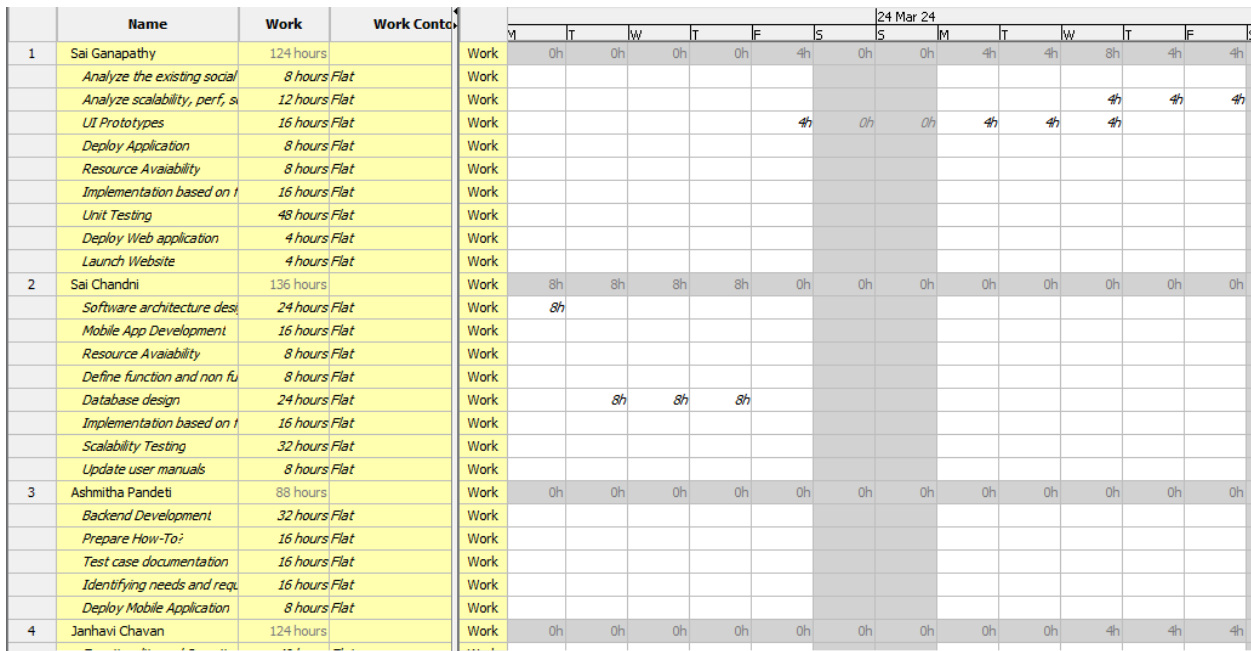 Name Work Work Conto 24 Mar 24
M T W T F S S M T W T F S
1 Sai Ganapathy 124 hours Work 0h 0h 0h 0h 4h 0h 0h 4h 4h 8h 4h 4h
Analyze the existing social 8 hours Flat Work
Analyze scalability, perf, s 12 hours Flat Work 4h 4h 4h
UI Prototypes 16 hours Flat Work 4h 0h 0h 4h 4h 4h
Deploy Application 8 hours Flat Work
Resource Avaiability 8 hours Flat Work
Implementation based on f 16 hours Flat Work
Unit Testing 48 hours Flat Work
Deploy Web application 4 hours Flat Work
Launch Website 4 hours Flat Work
2 Sai Chandni 136 hours Work 8h 8h 8h 8h 0h 0h 0h 0h 0h 0h 0h 0h
Software architecture desi 24 hours Flat Work 8h
Mobile App Development 16 hours Flat Work
Resource Avaiability 8 hours Flat Work
Define function and non fu 8 hours Flat Work
Database design 24 hours Flat Work 8h 8h 8h
Implementation based on f 16 hours Flat Work
Scalability Testing 32 hours Flat Work
Update user manuals 8 hours Flat Work
3 Ashmitha Pandeti 88 hours Work 0h 0h 0h 0h 0h 0h 0h 0h 0h 0h 0h 0h
Backend Development 32 hours Flat Work
Prepare How-To? 16 hours Flat Work
Test case documentation 16 hours Flat Work
Identifying needs and requ 16 hours Flat Work
Deploy Mobile Application 8 hours Flat Work
4 Janhavi Chavan 124 hours Work 0h 0h 0h 0h 0h 0h 0h 0h 0h 4h 4h 4h